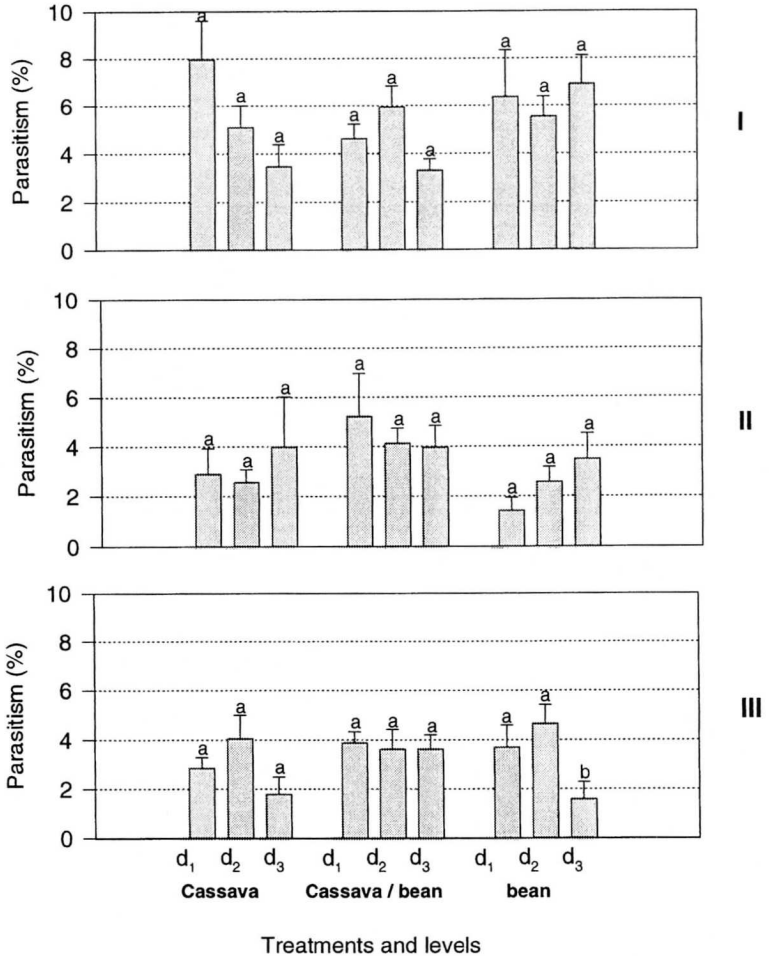 10
8
6
4
2
0
Parasitism (%)
a a a a a a a a a
I
10
8
6
4
2
0
Parasitism (%)
a a a a a a a a a
II
10
8
6
4
2
0
Parasitism (%)
a a a a a a a a b
III
d1 d2 d3 d1 d2 d3 d1 d2 d3
Cassava Cassava / bean bean
Treatments and levels